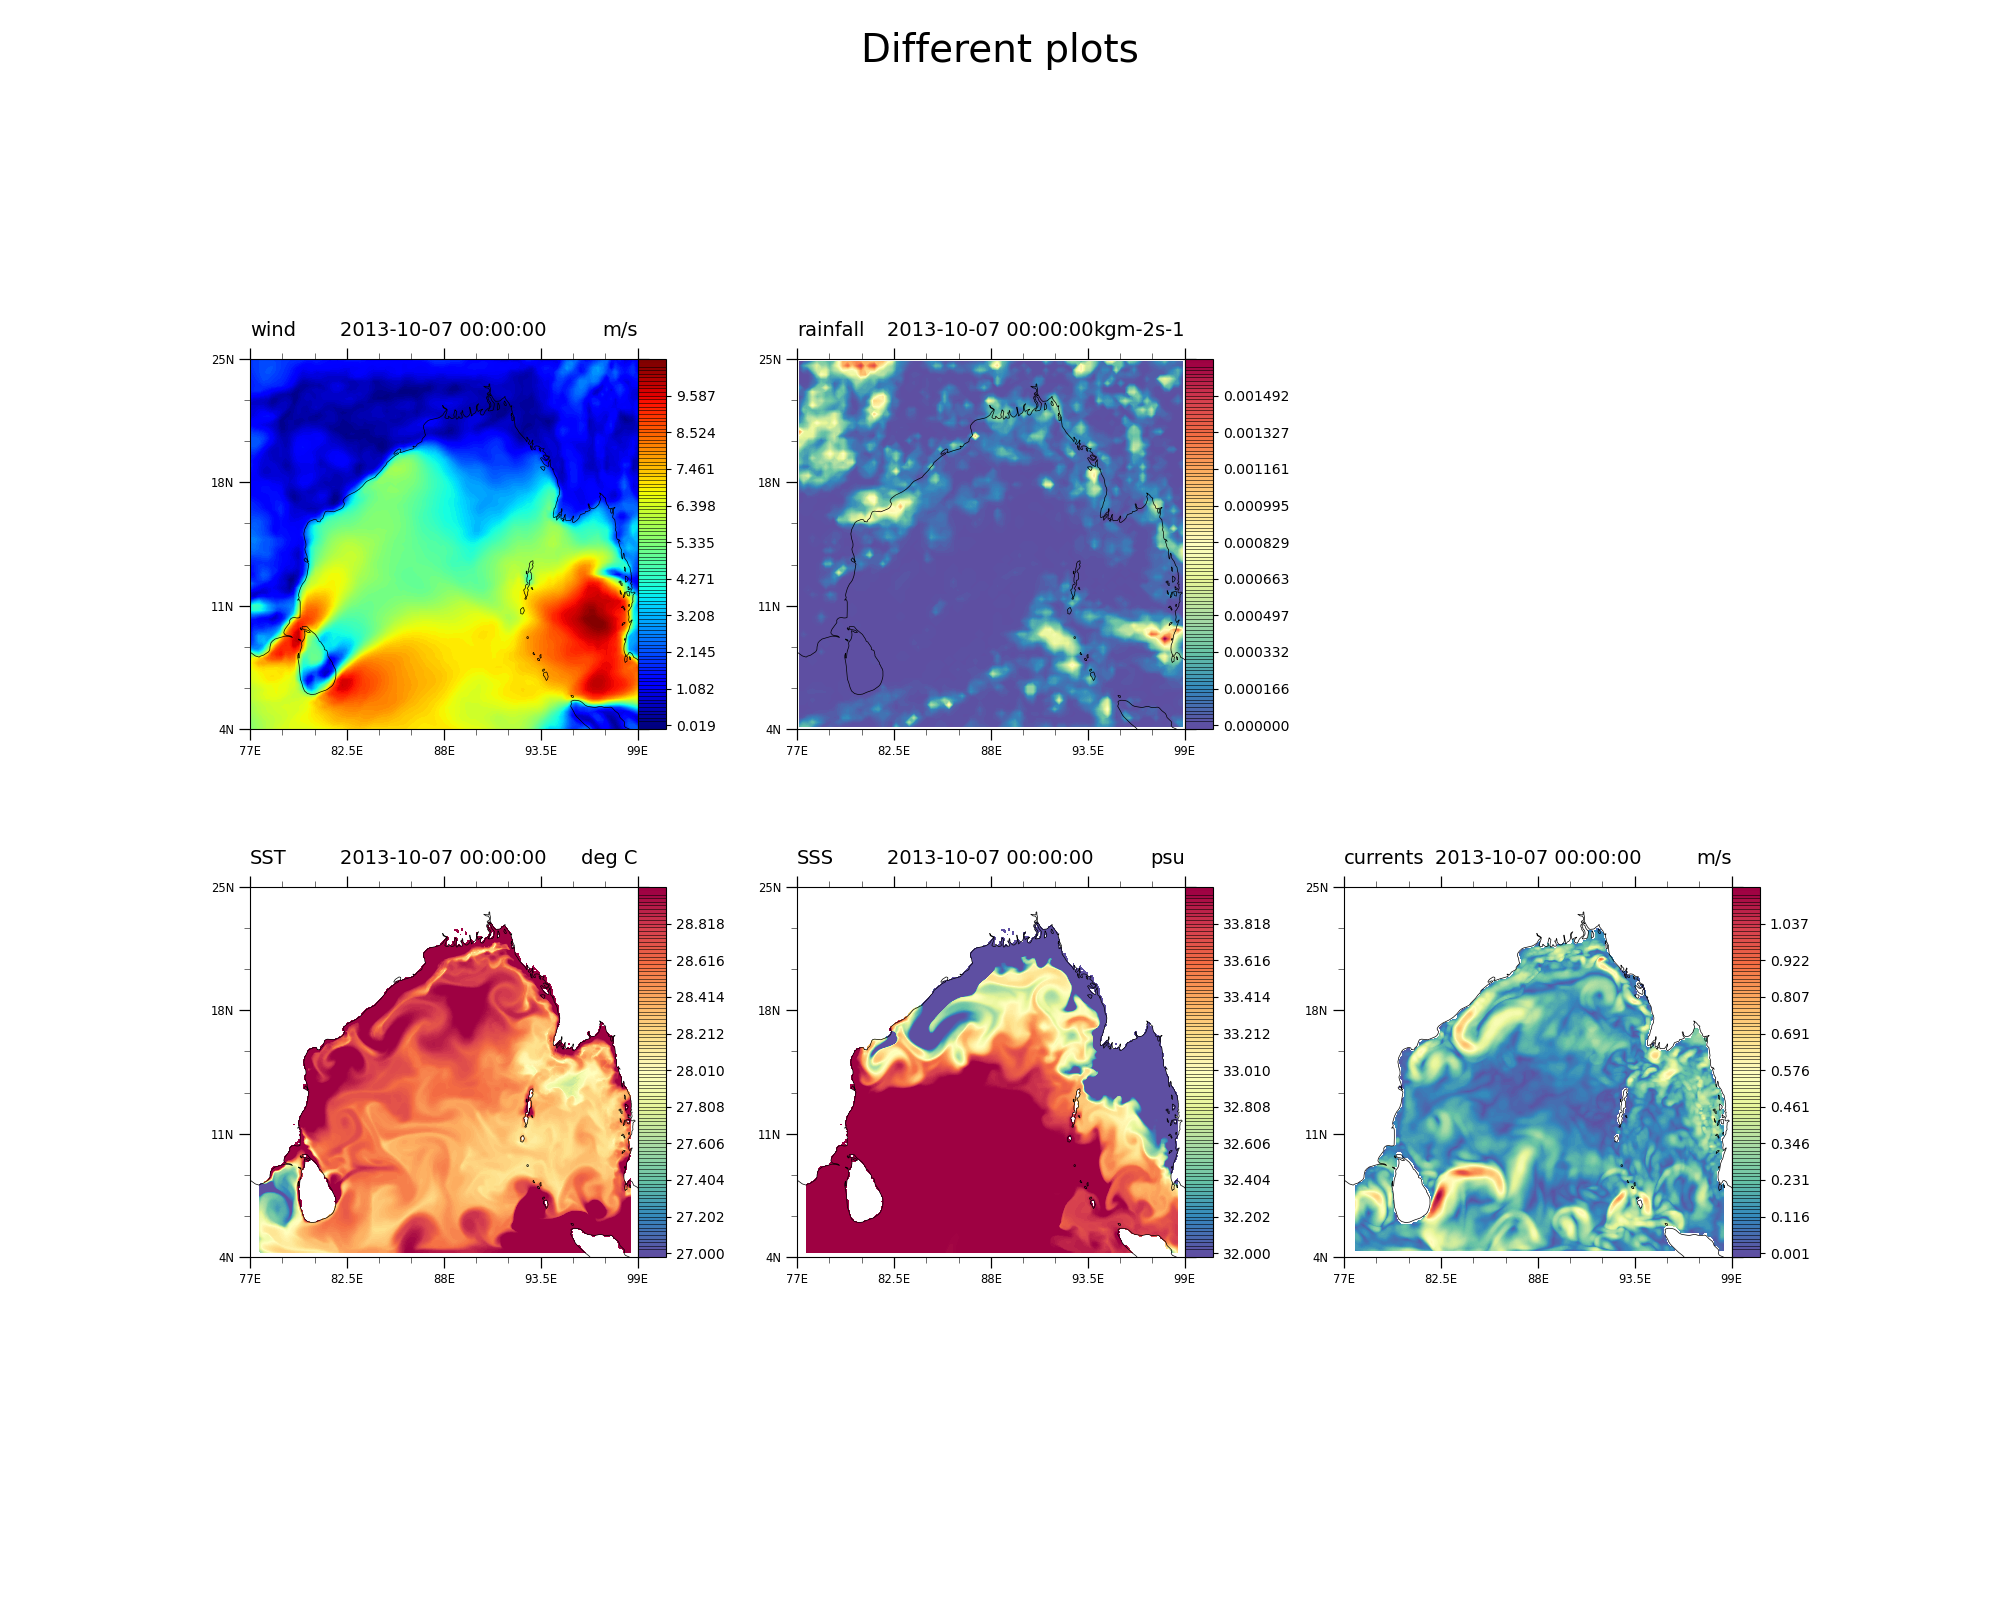 Different plots
wind 2013-10-07 00:00:00 m/s
25N
18N
11N
4N
77E 82.5E 88E 93.5E 99E
9.587
8.524
7.461
6.398
5.335
4.271
3.208
2.145
1.082
0.019
rainfall 2013-10-07 00:00:00kgm-2s-1
25N
18N
11N
4N
77E 82.5E 88E 93.5E 99E
0.001492
0.001327
0.001161
0.000995
0.000829
0.000663
0.000497
0.000332
0.000166
0.000000
SST 2013-10-07 00:00:00 deg C
25N
18N
11N
4N
77E 82.5E 88E 93.5E 99E
28.818
28.616
28.414
28.212
28.010
27.808
27.606
27.404
27.202
27.000
SSS 2013-10-07 00:00:00 psu
25N
18N
11N
4N
77E 82.5E 88E 93.5E 99E
33.818
33.616
33.414
33.212
33.010
32.808
32.606
32.404
32.202
32.000
currents 2013-10-07 00:00:00 m/s
25N
18N
11N
4N
77E 82.5E 88E 93.5E 99E
1.037
0.922
0.807
0.691
0.576
0.461
0.346
0.231
0.116
0.001